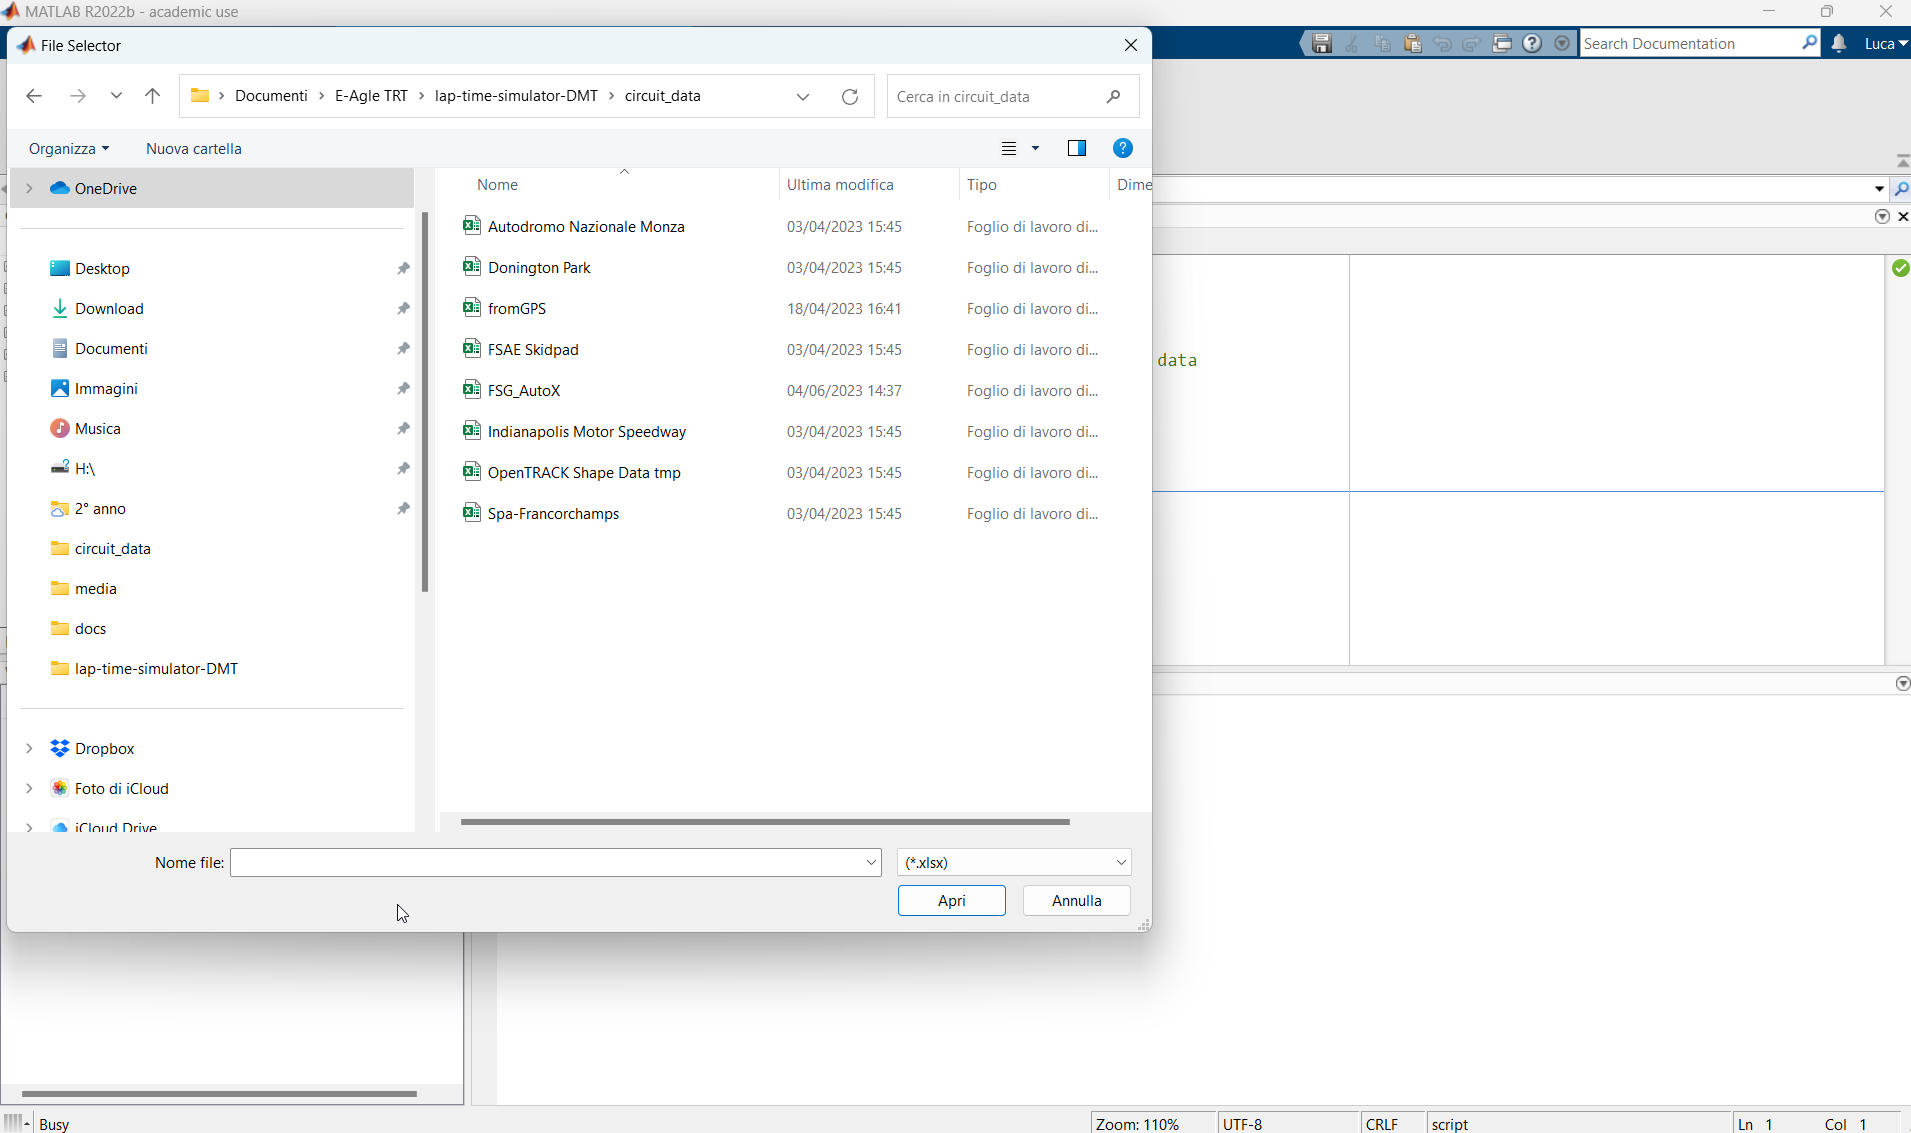 MATLAB R2022b - academic use
File Selector
Search Documentation
Luca
Documenti > E-Agle TRT > lap-time-simulator-DMT > circuit_data
Cerca in circuit_data
Organizza
Nuova cartella
OneDrive
Desktop
Download
Documenti
Immagini
Musica
H:\
2° anno
circuit_data
media
docs
lap-time-simulator-DMT
Dropbox
Foto di iCloud
iCloud Drive
Nome Ultima modifica Tipo Dime
Autodromo Nazionale Monza 03/04/2023 15:45 Foglio di lavoro di...
Donington Park 03/04/2023 15:45 Foglio di lavoro di...
fromGPS 18/04/2023 16:41 Foglio di lavoro di...
FSAE Skidpad 03/04/2023 15:45 Foglio di lavoro di...
FSG_AutoX 04/06/2023 14:37 Foglio di lavoro di...
Indianapolis Motor Speedway 03/04/2023 15:45 Foglio di lavoro di...
OpenTRACK Shape Data tmp 03/04/2023 15:45 Foglio di lavoro di...
Spa-Francorchamps 03/04/2023 15:45 Foglio di lavoro di...
data
Nome file:
(*.xlsx)
Apri
Annulla
Busy
Zoom: 110% UTF-8 CRLF script Ln 1 Col 1